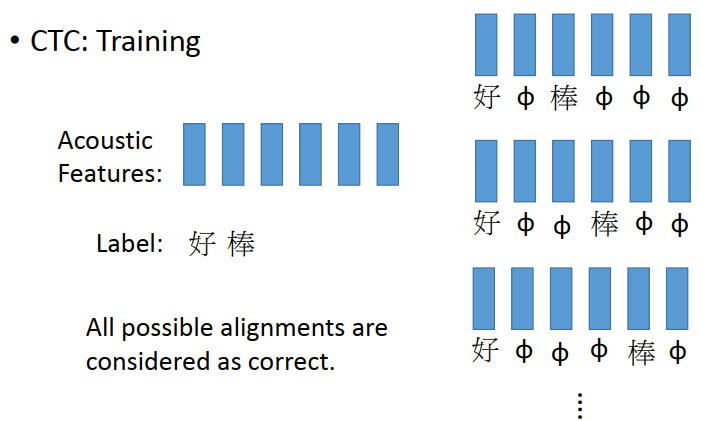 • CTC: Training
Acoustic
Features:
Label: 好 棒
All possible alignments are
considered as correct.
好 ϕ 棒 ϕ ϕ ϕ
好 ϕ ϕ 棒 ϕ ϕ
好 ϕ ϕ ϕ 棒 ϕ
⋮